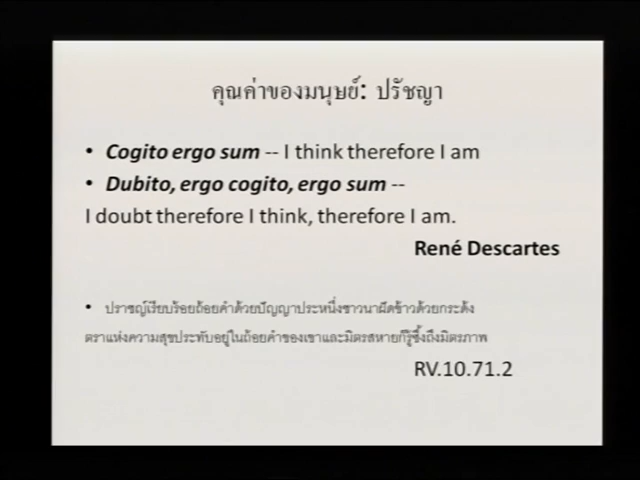 คุณค่าของมนุษย์: ปรัชญา
• Cogito ergo sum -- I think therefore I am
• Dubito, ergo cogito, ergo sum --
I doubt therefore I think, therefore I am.
René Descartes
• ปราชญ์เรียบร้อยถ้อยคำด้วยปัญญาประหนึ่งชาวนาฝัดข้าวด้วยกระด้ง
ตราแห่งความสุขประทับอยู่ในถ้อยคำของเขาและมิตรสหายก็รู้ซึ้งถึงมิตรภาพ
RV.10.71.2